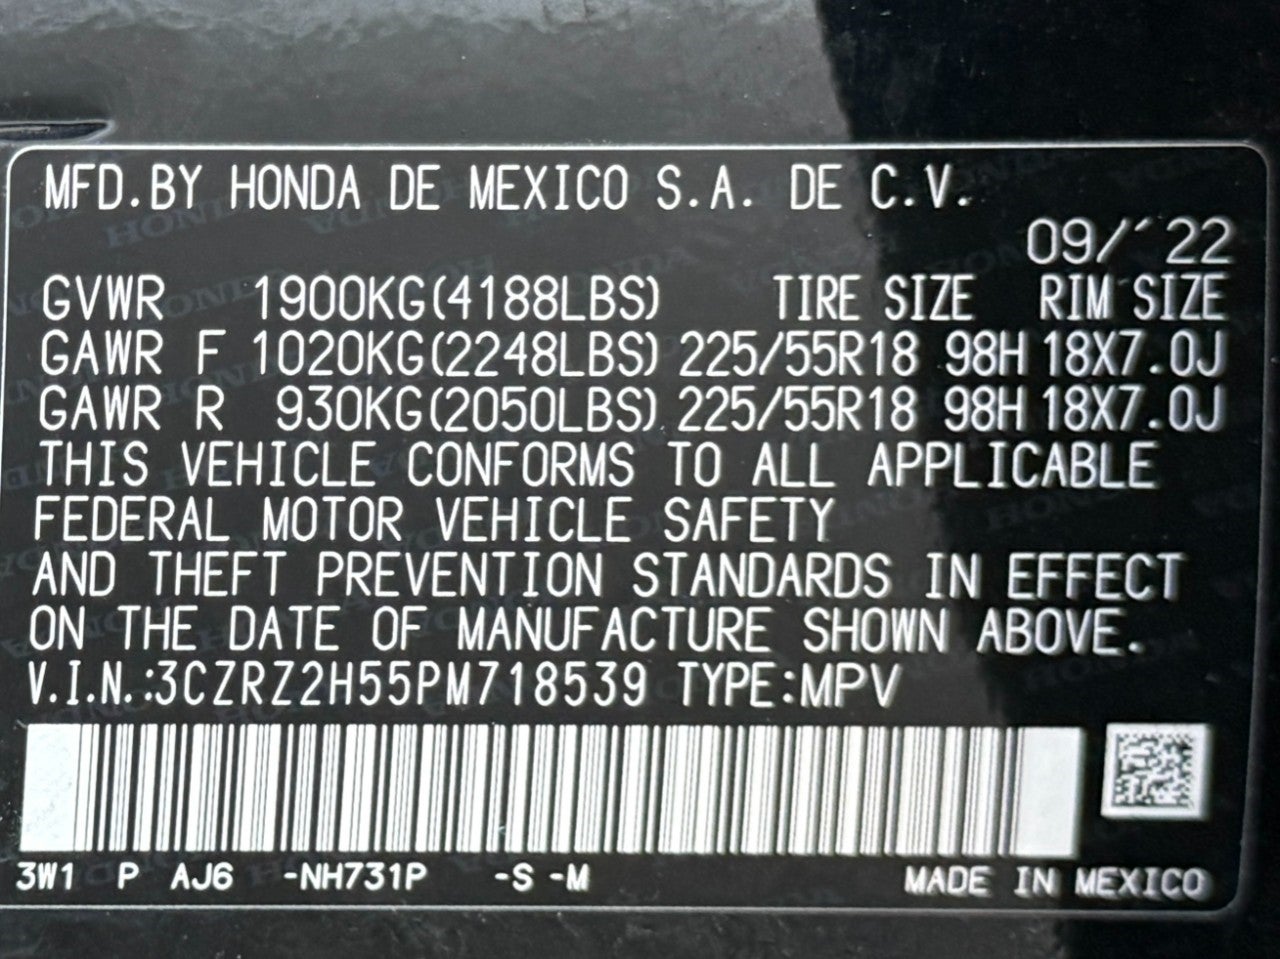 MFD.BY HONDA DE MEXICO S.A. DE C.V.
09/´22
GVWR 1900KG(4188LBS) TIRE SIZE RIM SIZE
GAWR F 1020KG(2248LBS) 225/55R18 98H 18X7.0J
GAWR R 930KG(2050LBS) 225/55R18 98H 18X7.0J
THIS VEHICLE CONFORMS TO ALL APPLICABLE
FEDERAL MOTOR VEHICLE SAFETY
AND THEFT PREVENTION STANDARDS IN EFFECT
ON THE DATE OF MANUFACTURE SHOWN ABOVE.
V.I.N.:3CZRZ2H55PM718539 TYPE:MPV
3W1 P AJ6 -NH731P -S -M MADE IN MEXICO